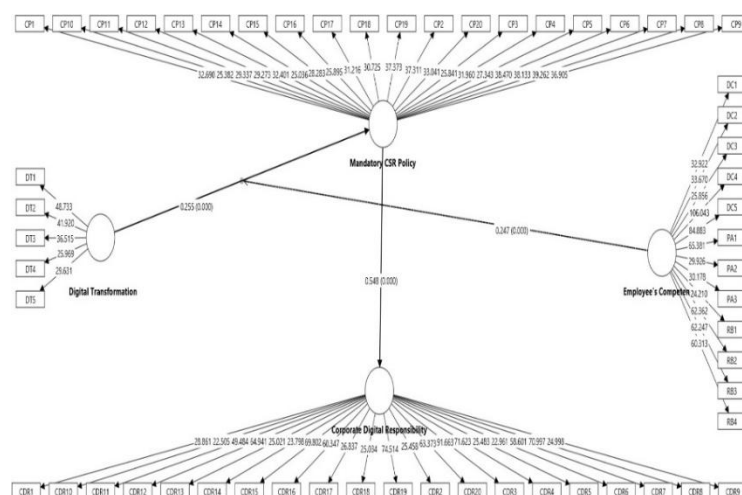 CP1 CP10 CP11 CP12 CP13 CP14 CP15 CP16 CP17 CP18 CP19 CP2 CP20 CP3 CP4 CP5 CP6 CP7 CP8 CP9
32.698 25.382 29.337 29.273 32.401 25.036 28.283 25.895 31.216 30.725 37.373 37.311 33.041 25.841 31.960 27.343 38.470 38.133 39.262 36.905
Mandatory CSR Policy
DT1
DT2
DT3
DT4
DT5
48.733
41.920
36.515
25.969
29.601
Digital Transformation
0.255 (0.000)
0.247 (0.000)
0.548 (0.000)
DC1
DC2
DC3
DC4
DC5
PA1
PA2
PA3
RB1
RB2
RB3
RB4
32.922
33.670
25.856
106.043
84.883
65.381
29.926
30.178
24.210
62.362
62.247
60.313
Employee's Competen
Corporate Digital Responsibility
28.861 22.505 49.484 64.941 25.021 23.798 69.802 60.347 26.837 25.034 74.514 25.458 63.373 91.663 71.623 25.483 22.961 58.601 70.997 24.998
CDR1 CDR10 CDR11 CDR12 CDR13 CDR14 CDR15 CDR16 CDR17 CDR18 CDR19 CDR2 CDR20 CDR3 CDR4 CDR5 CDR6 CDR7 CDR8 CDR9